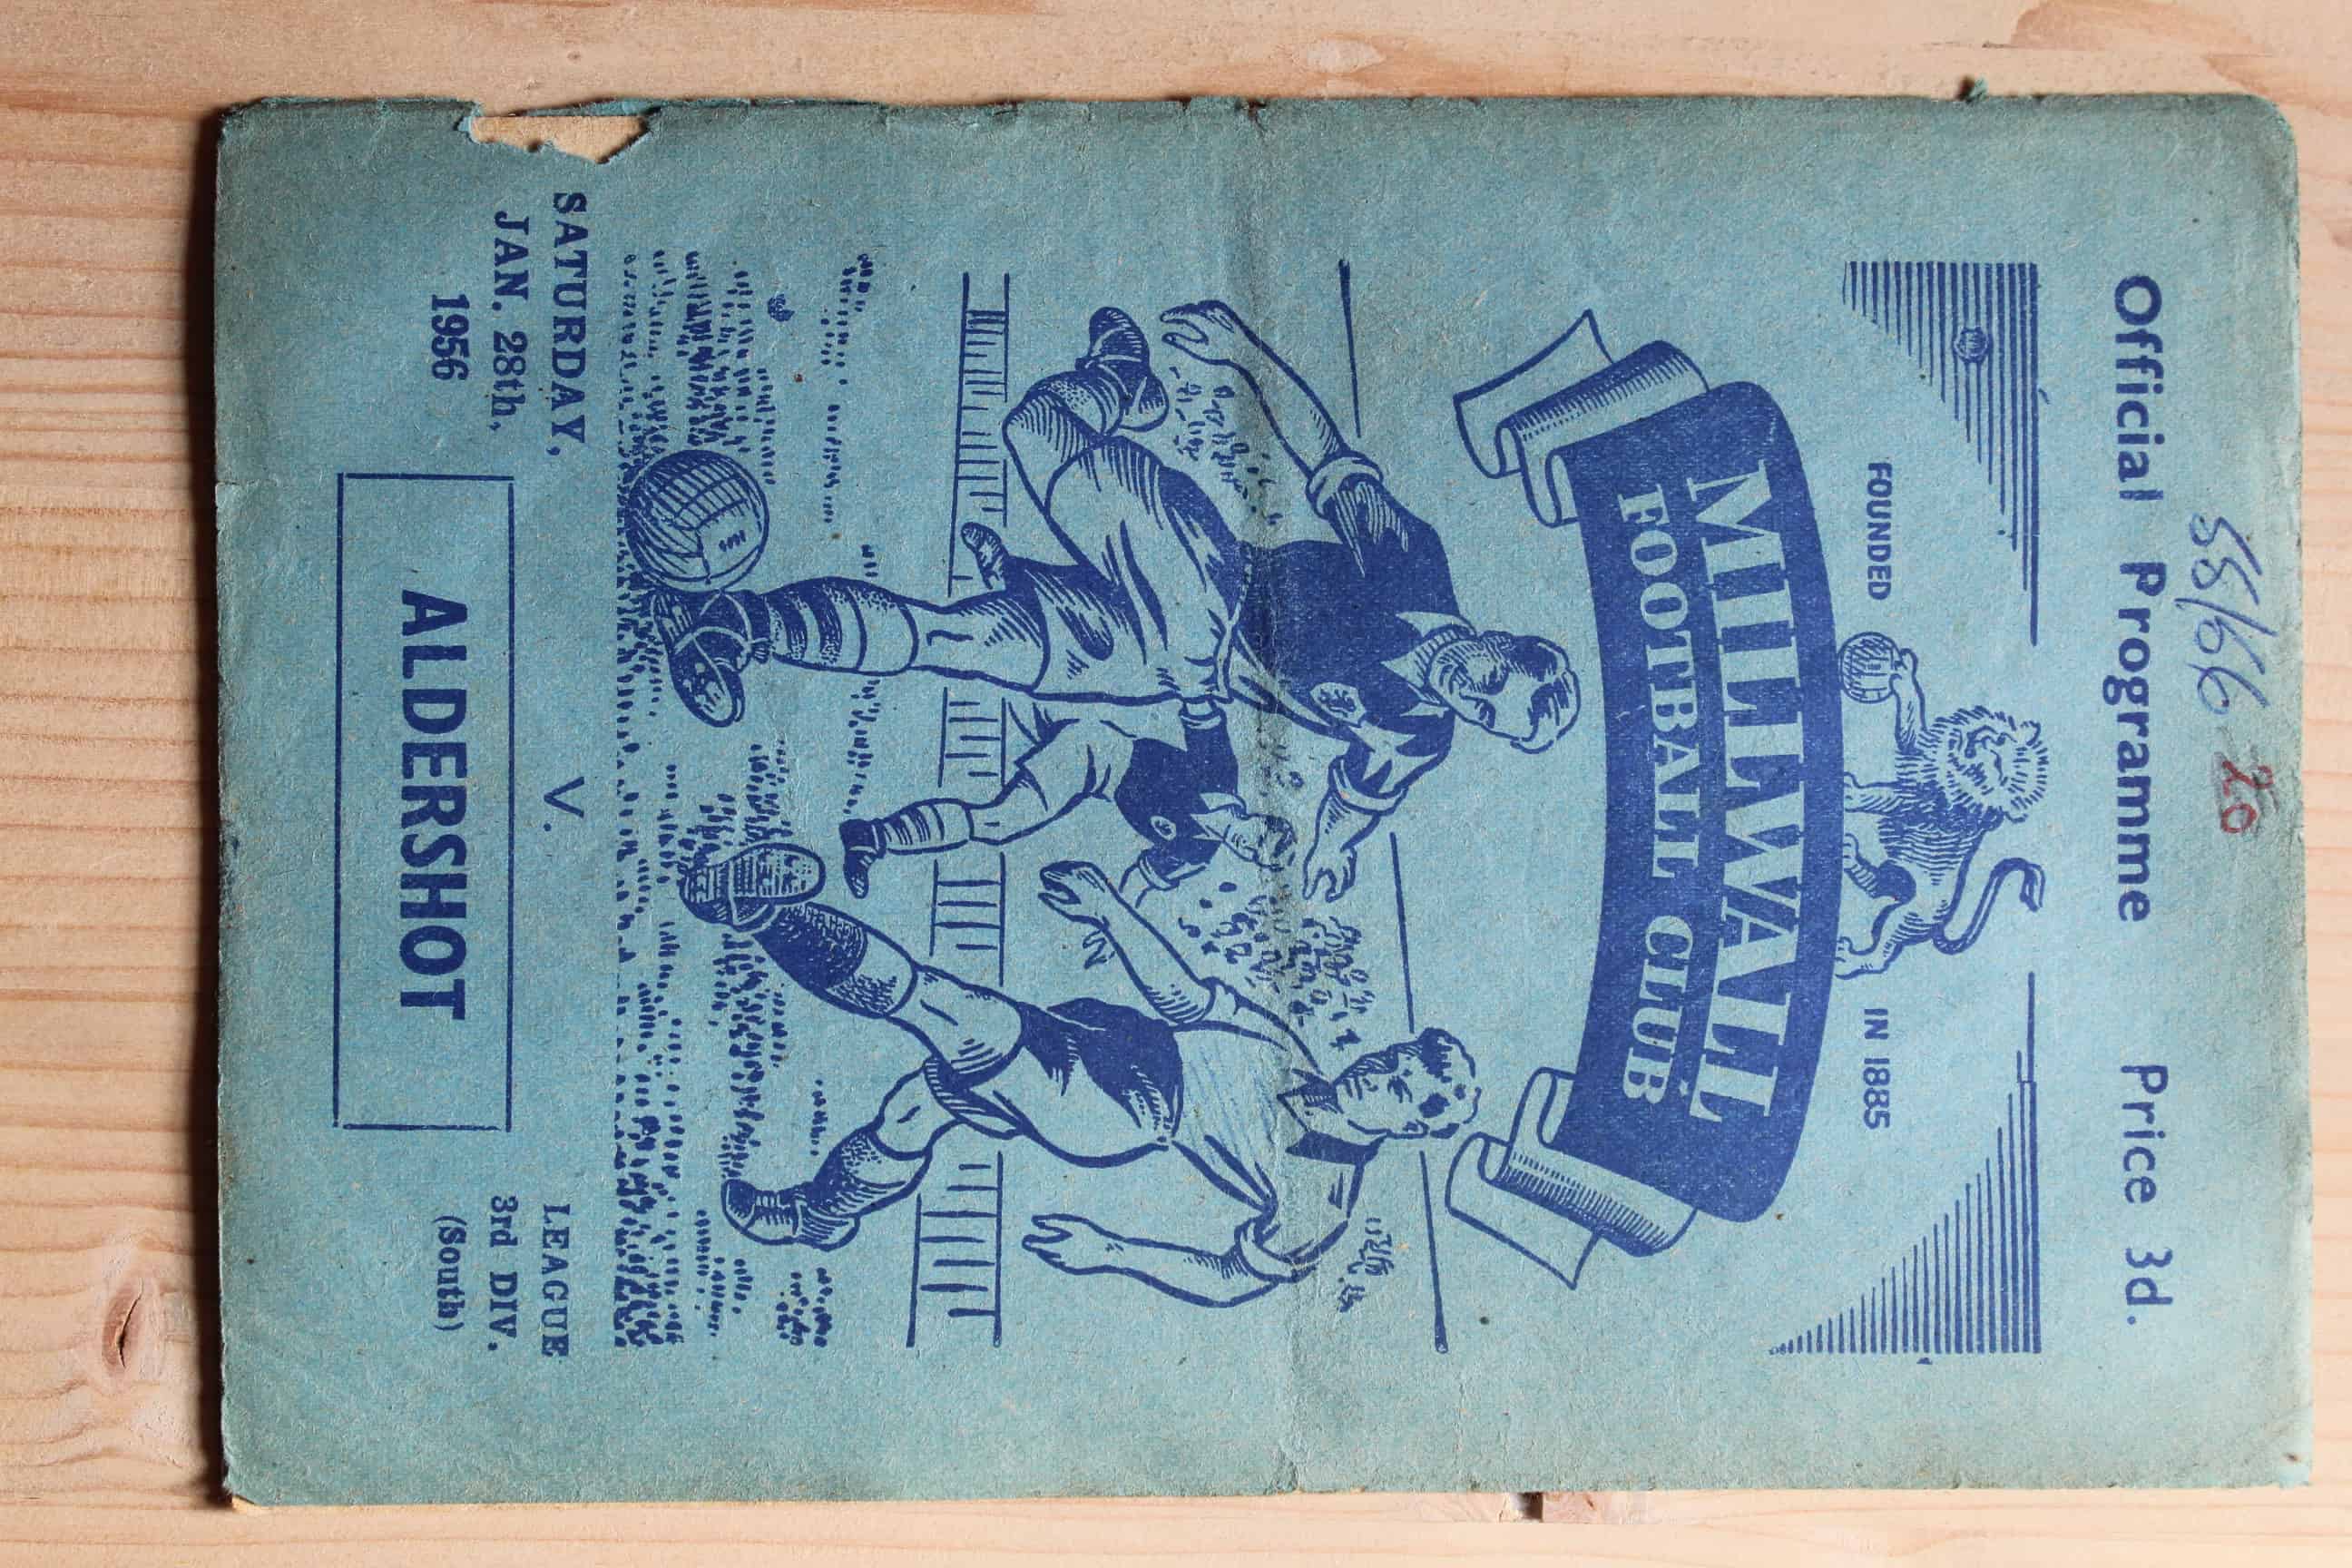 55/56 20
Official Programme Price 3d.
FOUNDED IN 1885
MILLWALL
FOOTBALL CLUB
SATURDAY,
JAN. 28th,
1956
V.
LEAGUE
3rd DIV.
(South)
ALDERSHOT